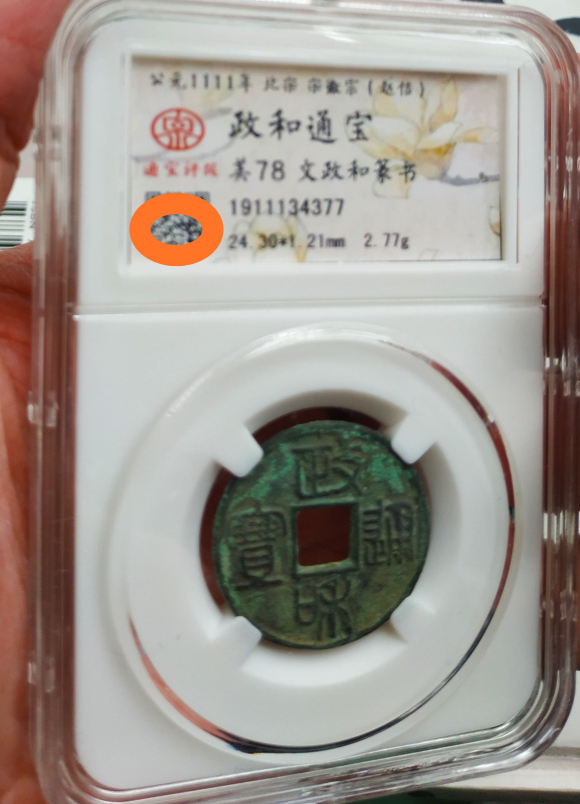 公元1111年 北宋 宋徽宗（赵佶）
政和通宝
通宝评级 美78 文政和篆书
1911134377
24.30*1.21mm 2.77g
政
寶 通
和